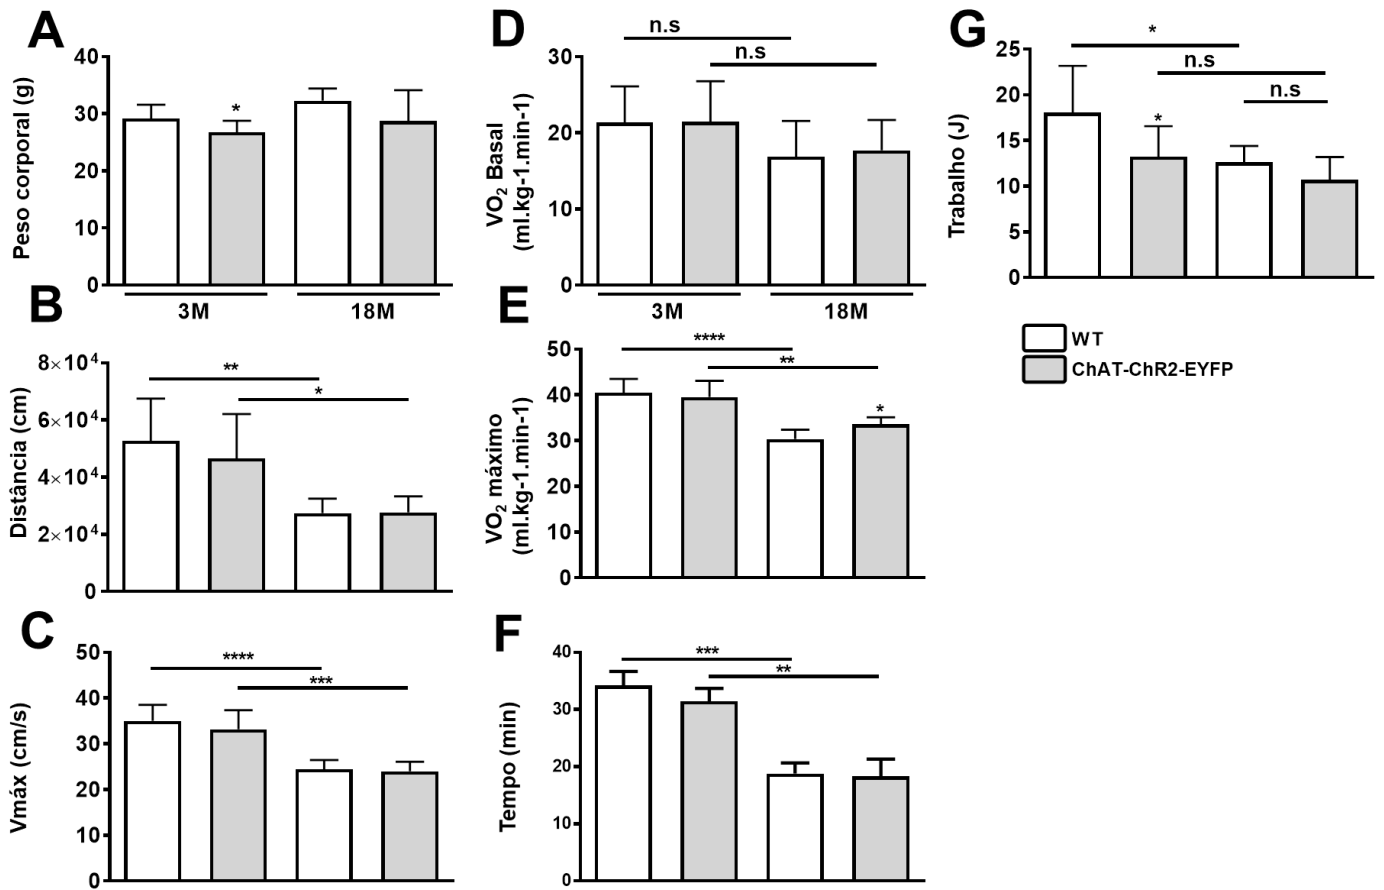 A
Peso corporal (g)
40
30
20
10
0
*
3M
18M
B
Distância (cm)
8×10⁴
6×10⁴
4×10⁴
2×10⁴
0
**
*
C
Vmáx (cm/s)
50
40
30
20
10
0
****
***
D
VO₂ Basal
(ml.kg-1.min-1)
30
20
10
0
n.s
n.s
3M
18M
E
VO₂ máximo
(ml.kg-1.min-1)
50
40
30
20
10
0
****
**
*
F
Tempo (min)
40
30
20
10
0
***
**
G
Trabalho (J)
25
20
15
10
5
0
*
n.s
n.s
*
WT
ChAT-ChR2-EYFP